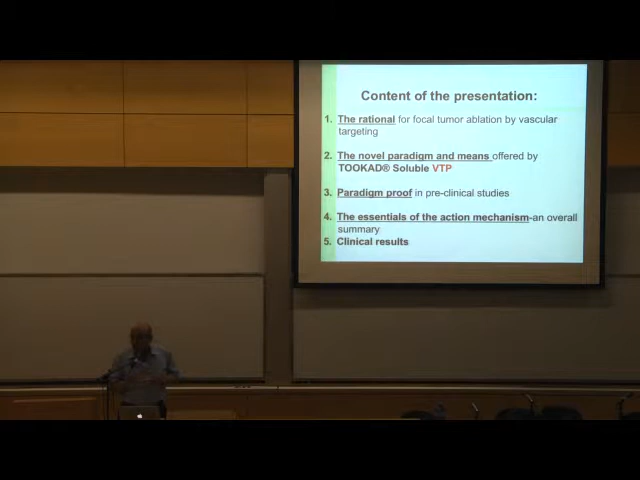 Content of the presentation:
1. The rational for focal tumor ablation by vascular
targeting
2. The novel paradigm and means offered by
TOOKAD® Soluble VTP
3. Paradigm proof in pre-clinical studies
4. The essentials of the action mechanism-an overall
summary
5. Clinical results